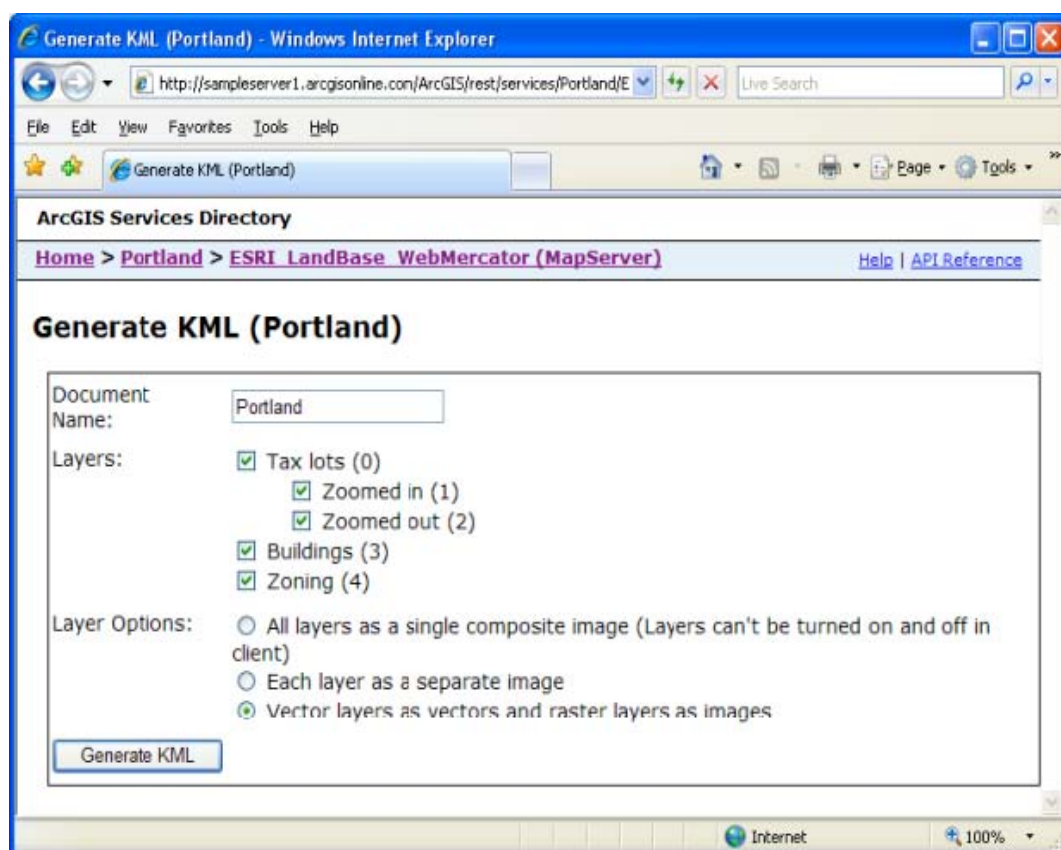 Generate KML (Portland) - Windows Internet Explorer
http://sampleserver1.arcgisonline.com/ArcGIS/rest/services/Portland/E
Live Search
File Edit View Favorites Tools Help
Generate KML (Portland)
Page Tools »
ArcGIS Services Directory
Home > Portland > ESRI_LandBase_WebMercator (MapServer)
Help | API Reference
Generate KML (Portland)
Document
Name:
Portland
Layers:
Tax lots (0)
Zoomed in (1)
Zoomed out (2)
Buildings (3)
Zoning (4)
Layer Options:
All layers as a single composite image (Layers can't be turned on and off in
client)
Each layer as a separate image
Vector layers as vectors and raster layers as images
Generate KML
Internet
100%